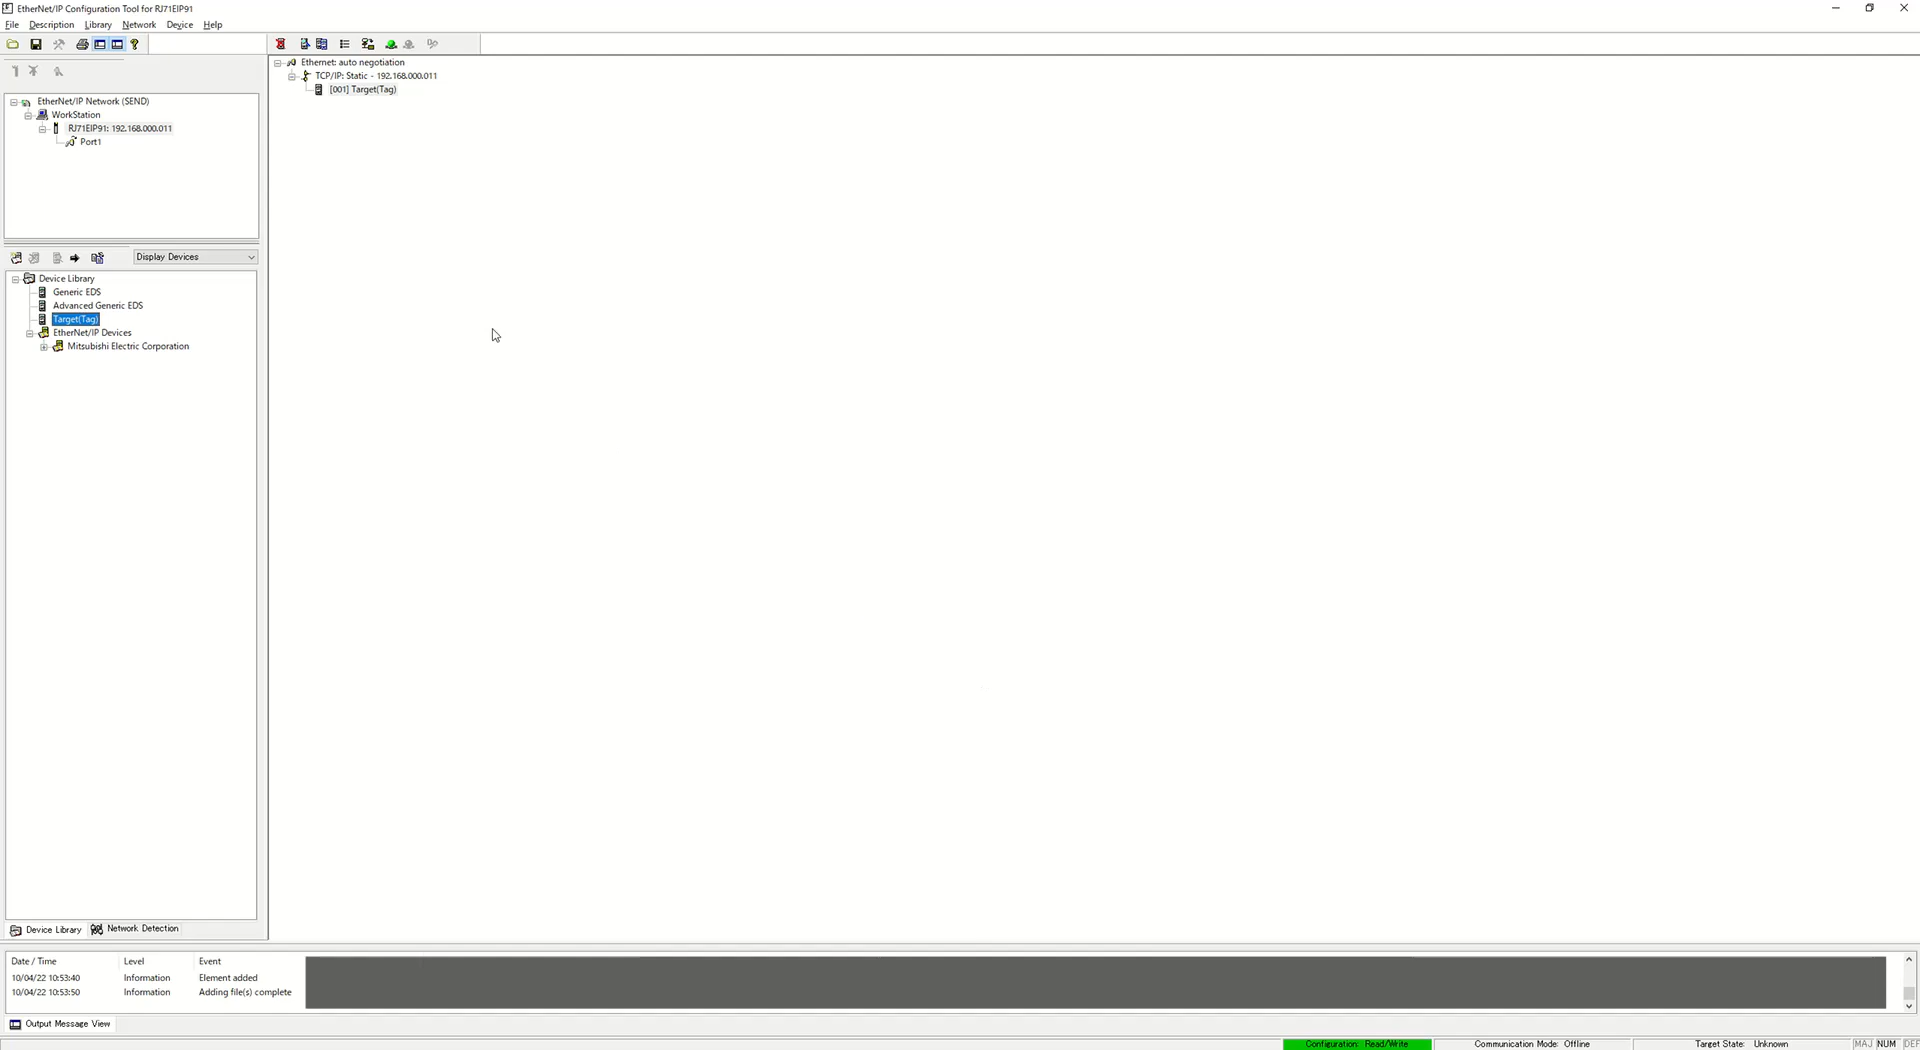 EtherNet/IP Configuration Tool for RJ71EIP91
File Description Library Network Device Help
Ethernet: auto negotiation
TCP/IP: Static - 192.168.000.011
[001] Target(Tag)
EtherNet/IP Network (SEND)
WorkStation
RJ71EIP91: 192.168.000.011
Port1
Display Devices
Device Library
Generic EDS
Advanced Generic EDS
Target(Tag)
EtherNet/IP Devices
Mitsubishi Electric Corporation
Device Library Network Detection
Date / Time Level Event
10/04/22 10:53:40 Information Element added
10/04/22 10:53:50 Information Adding file(s) complete
Output Message View
Configuration: Read/Write Communication Mode: Offline Target State: Unknown MAJ NUM DEF